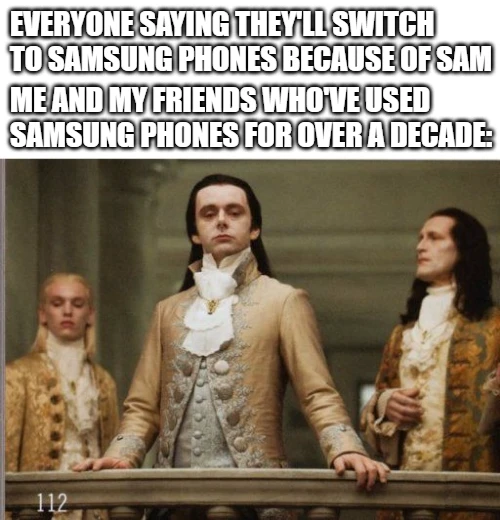 EVERYONE SAYING THEY'LL SWITCH
TO SAMSUNG PHONES BECAUSE OF SAM
ME AND MY FRIENDS WHO'VE USED
SAMSUNG PHONES FOR OVER A DECADE:
112